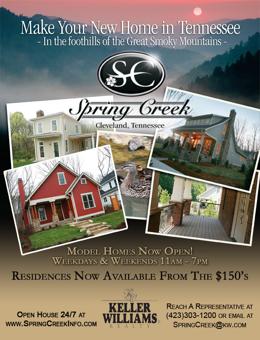 Make Your New Home in Tennessee
- In the foothills of the Great Smoky Mountains -
SC
Spring Creek
Cleveland, Tennessee
Model Homes Now Open!
Weekdays & Weekends 11am - 7pm
Residences Now Available From The $150's
Open House 24/7 at
www.SpringCreekInfo.com
KELLER
WILLIAMS
REALTY
Reach A Representative at
(423)303-1200 or email at
SpringCreek@kw.com